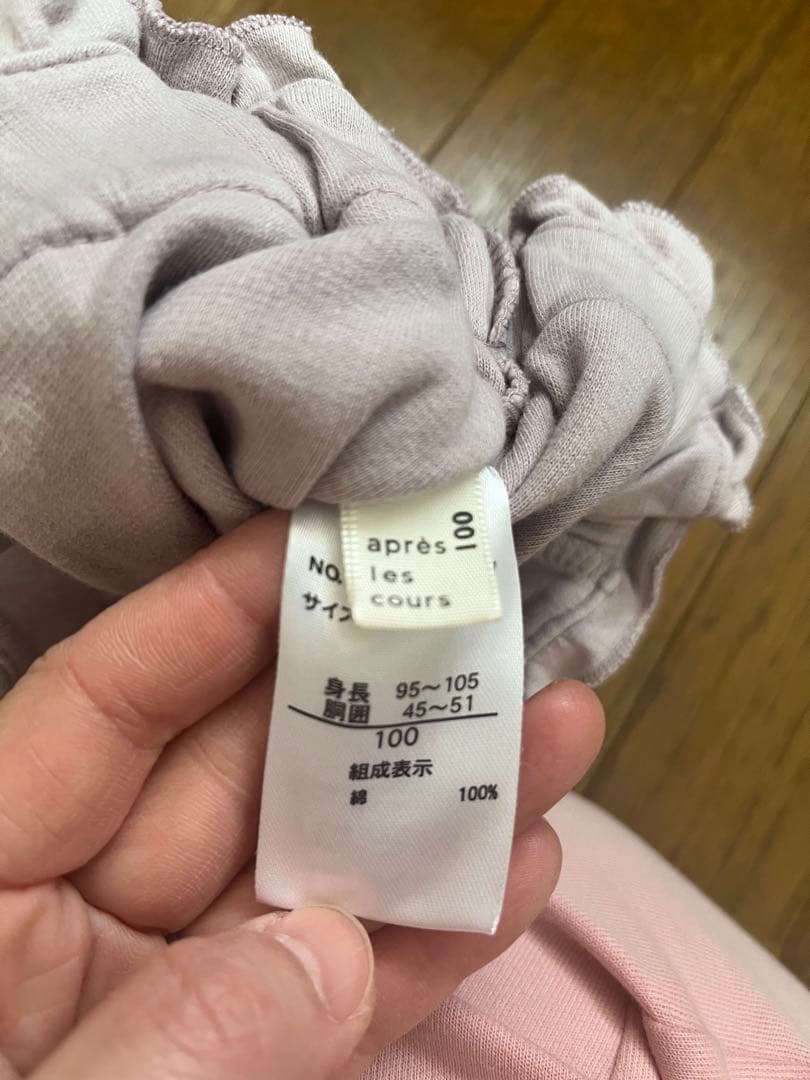 100
après
les
cours
NO.
サイズ
身長 95～105
胴囲 45～51
100
組成表示
綿 100%